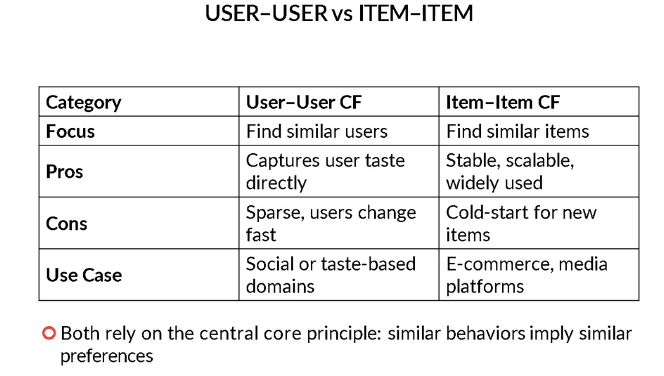 USER–USER vs ITEM–ITEM
Category User–User CF Item–Item CF
Focus Find similar users Find similar items
Pros Captures user taste directly Stable, scalable, widely used
Cons Sparse, users change fast Cold-start for new items
Use Case Social or taste-based domains E-commerce, media platforms
Both rely on the central core principle: similar behaviors imply similar
preferences